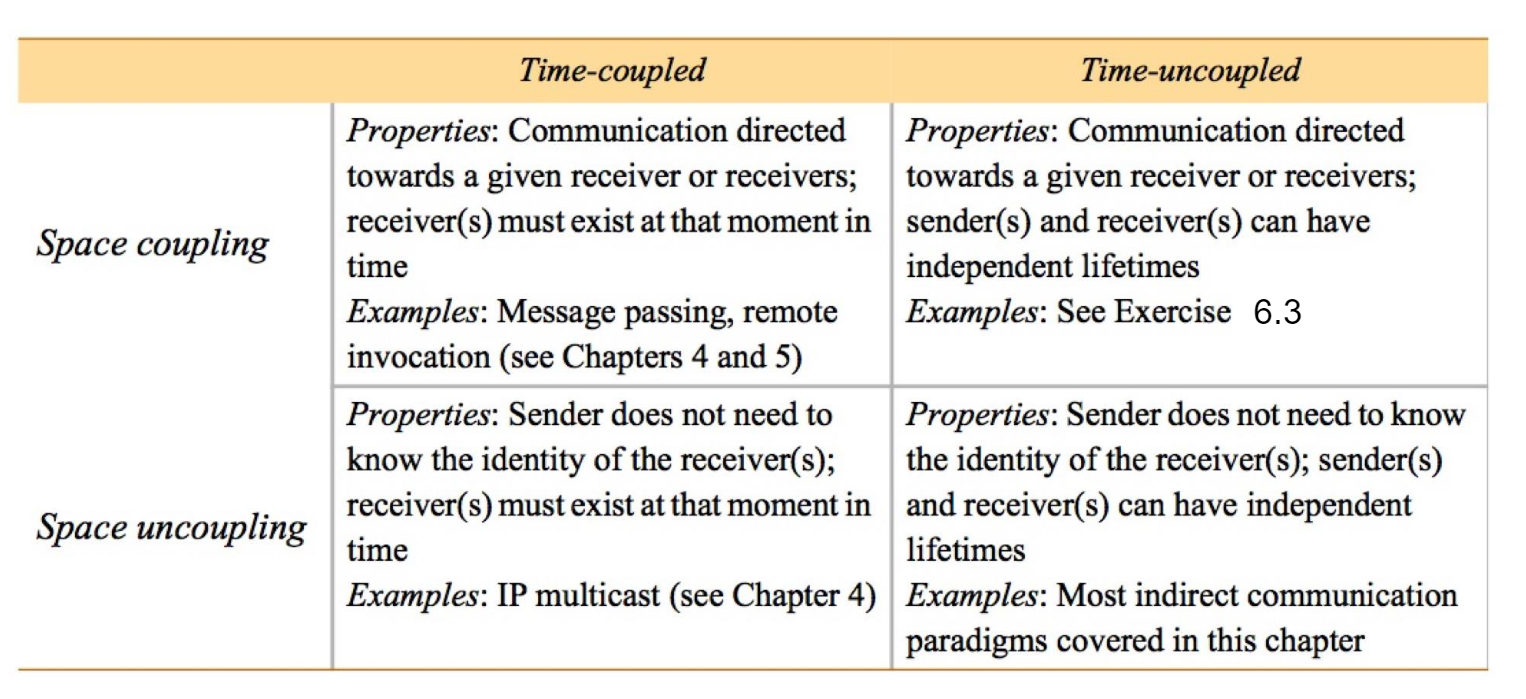 Time-coupled
Time-uncoupled
Space coupling
Properties: Communication directed
towards a given receiver or receivers;
receiver(s) must exist at that moment in
time
Examples: Message passing, remote
invocation (see Chapters 4 and 5)
Properties: Communication directed
towards a given receiver or receivers;
sender(s) and receiver(s) can have
independent lifetimes
Examples: See Exercise 6.3
Space uncoupling
Properties: Sender does not need to
know the identity of the receiver(s);
receiver(s) must exist at that moment in
time
Examples: IP multicast (see Chapter 4)
Properties: Sender does not need to know
the identity of the receiver(s); sender(s)
and receiver(s) can have independent
lifetimes
Examples: Most indirect communication
paradigms covered in this chapter